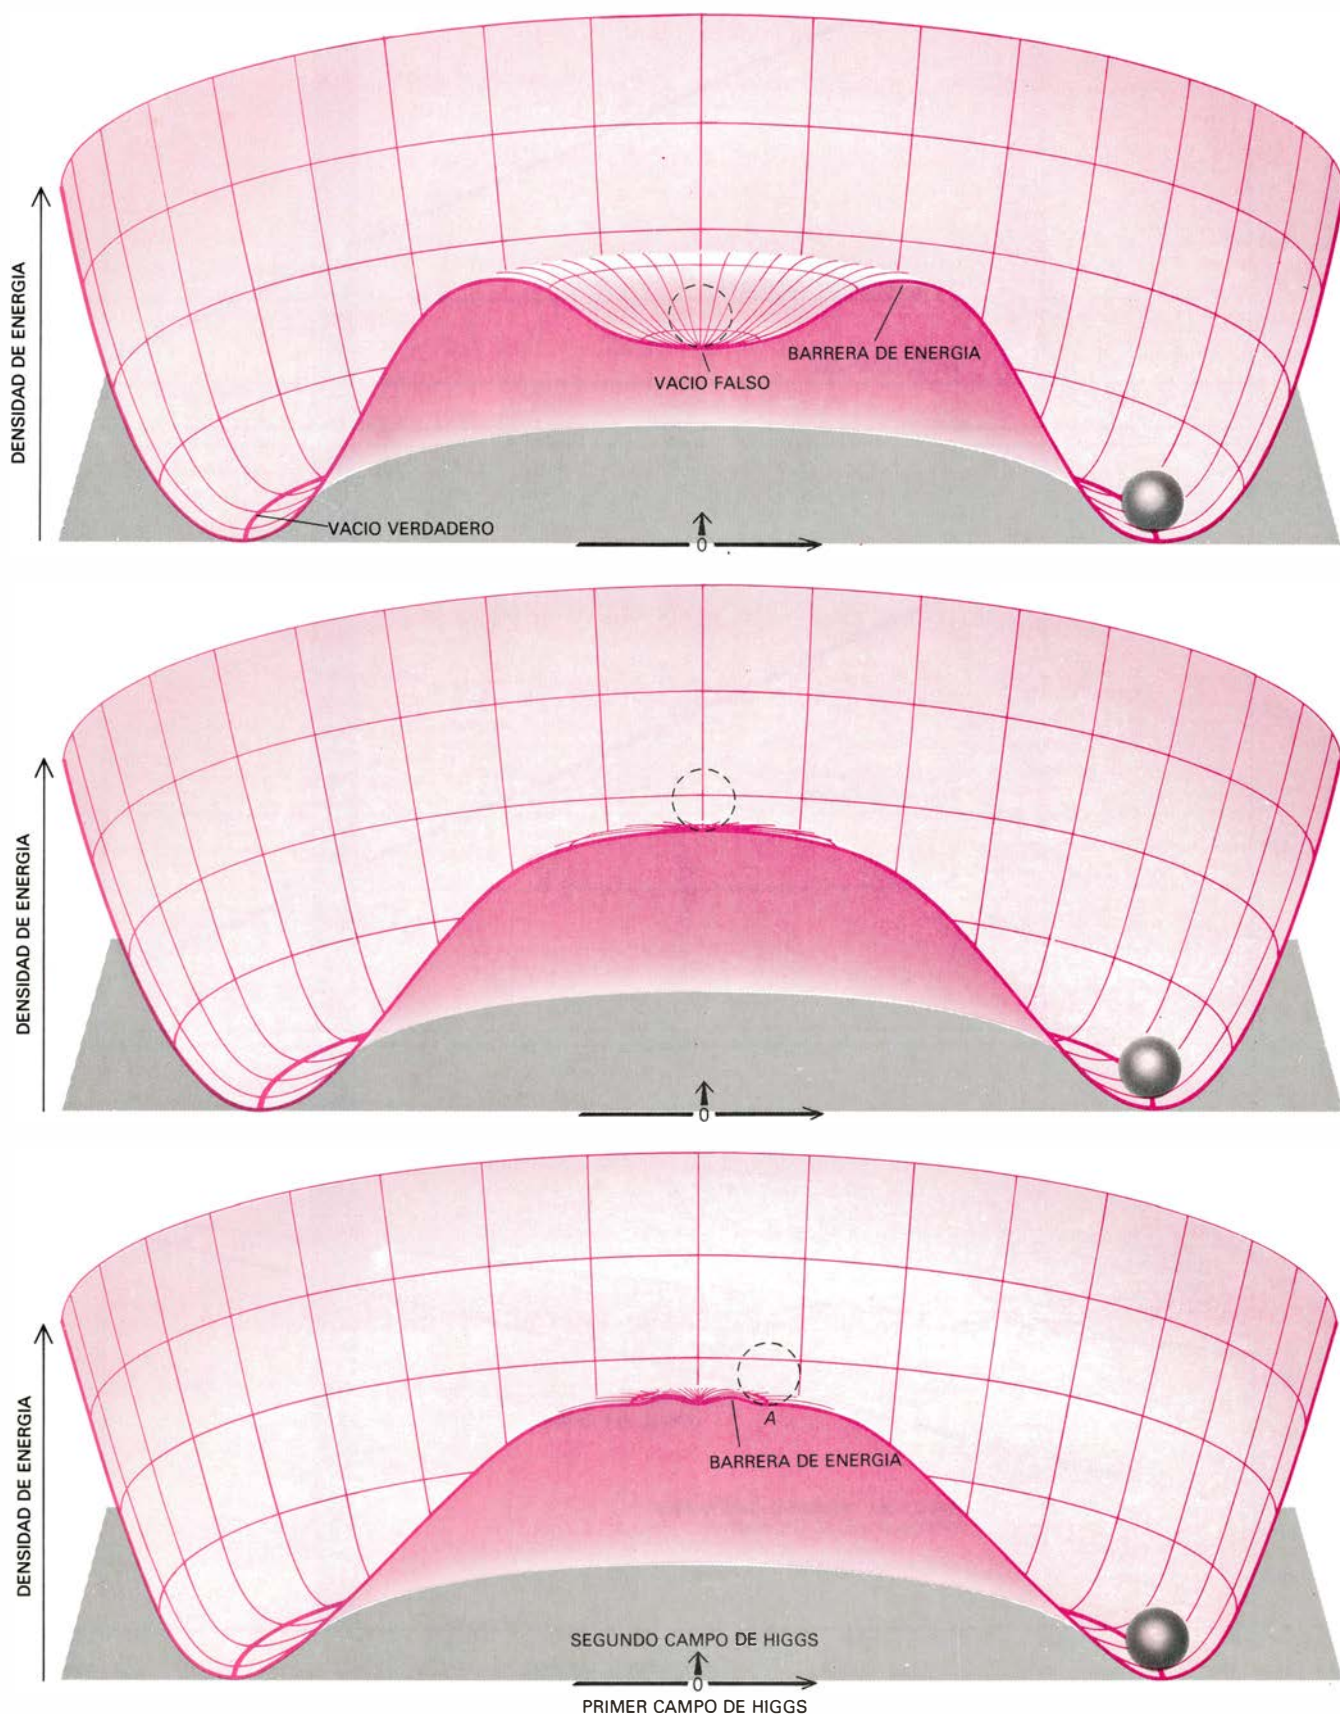 DENSIDAD DE ENERGIA
BARRERA DE ENERGIA
VACIO FALSO
VACIO VERDADERO
0
DENSIDAD DE ENERGIA
0
DENSIDAD DE ENERGIA
A
BARRERA DE ENERGIA
SEGUNDO CAMPO DE HIGGS
0
PRIMER CAMPO DE HIGGS